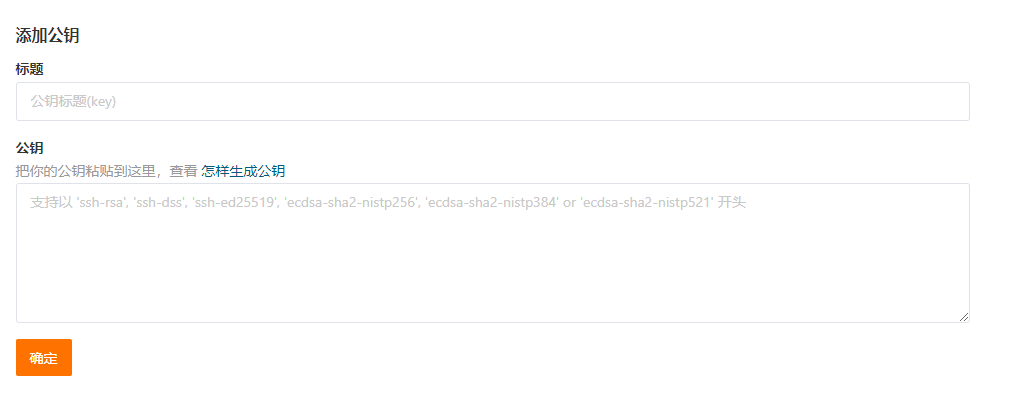 添加公钥
标题
公钥标题(key)
公钥
把你的公钥粘贴到这里，查看 怎样生成公钥
支持以 'ssh-rsa', 'ssh-dss', 'ssh-ed25519', 'ecdsa-sha2-nistp256', 'ecdsa-sha2-nistp384' or 'ecdsa-sha2-nistp521' 开头
确定